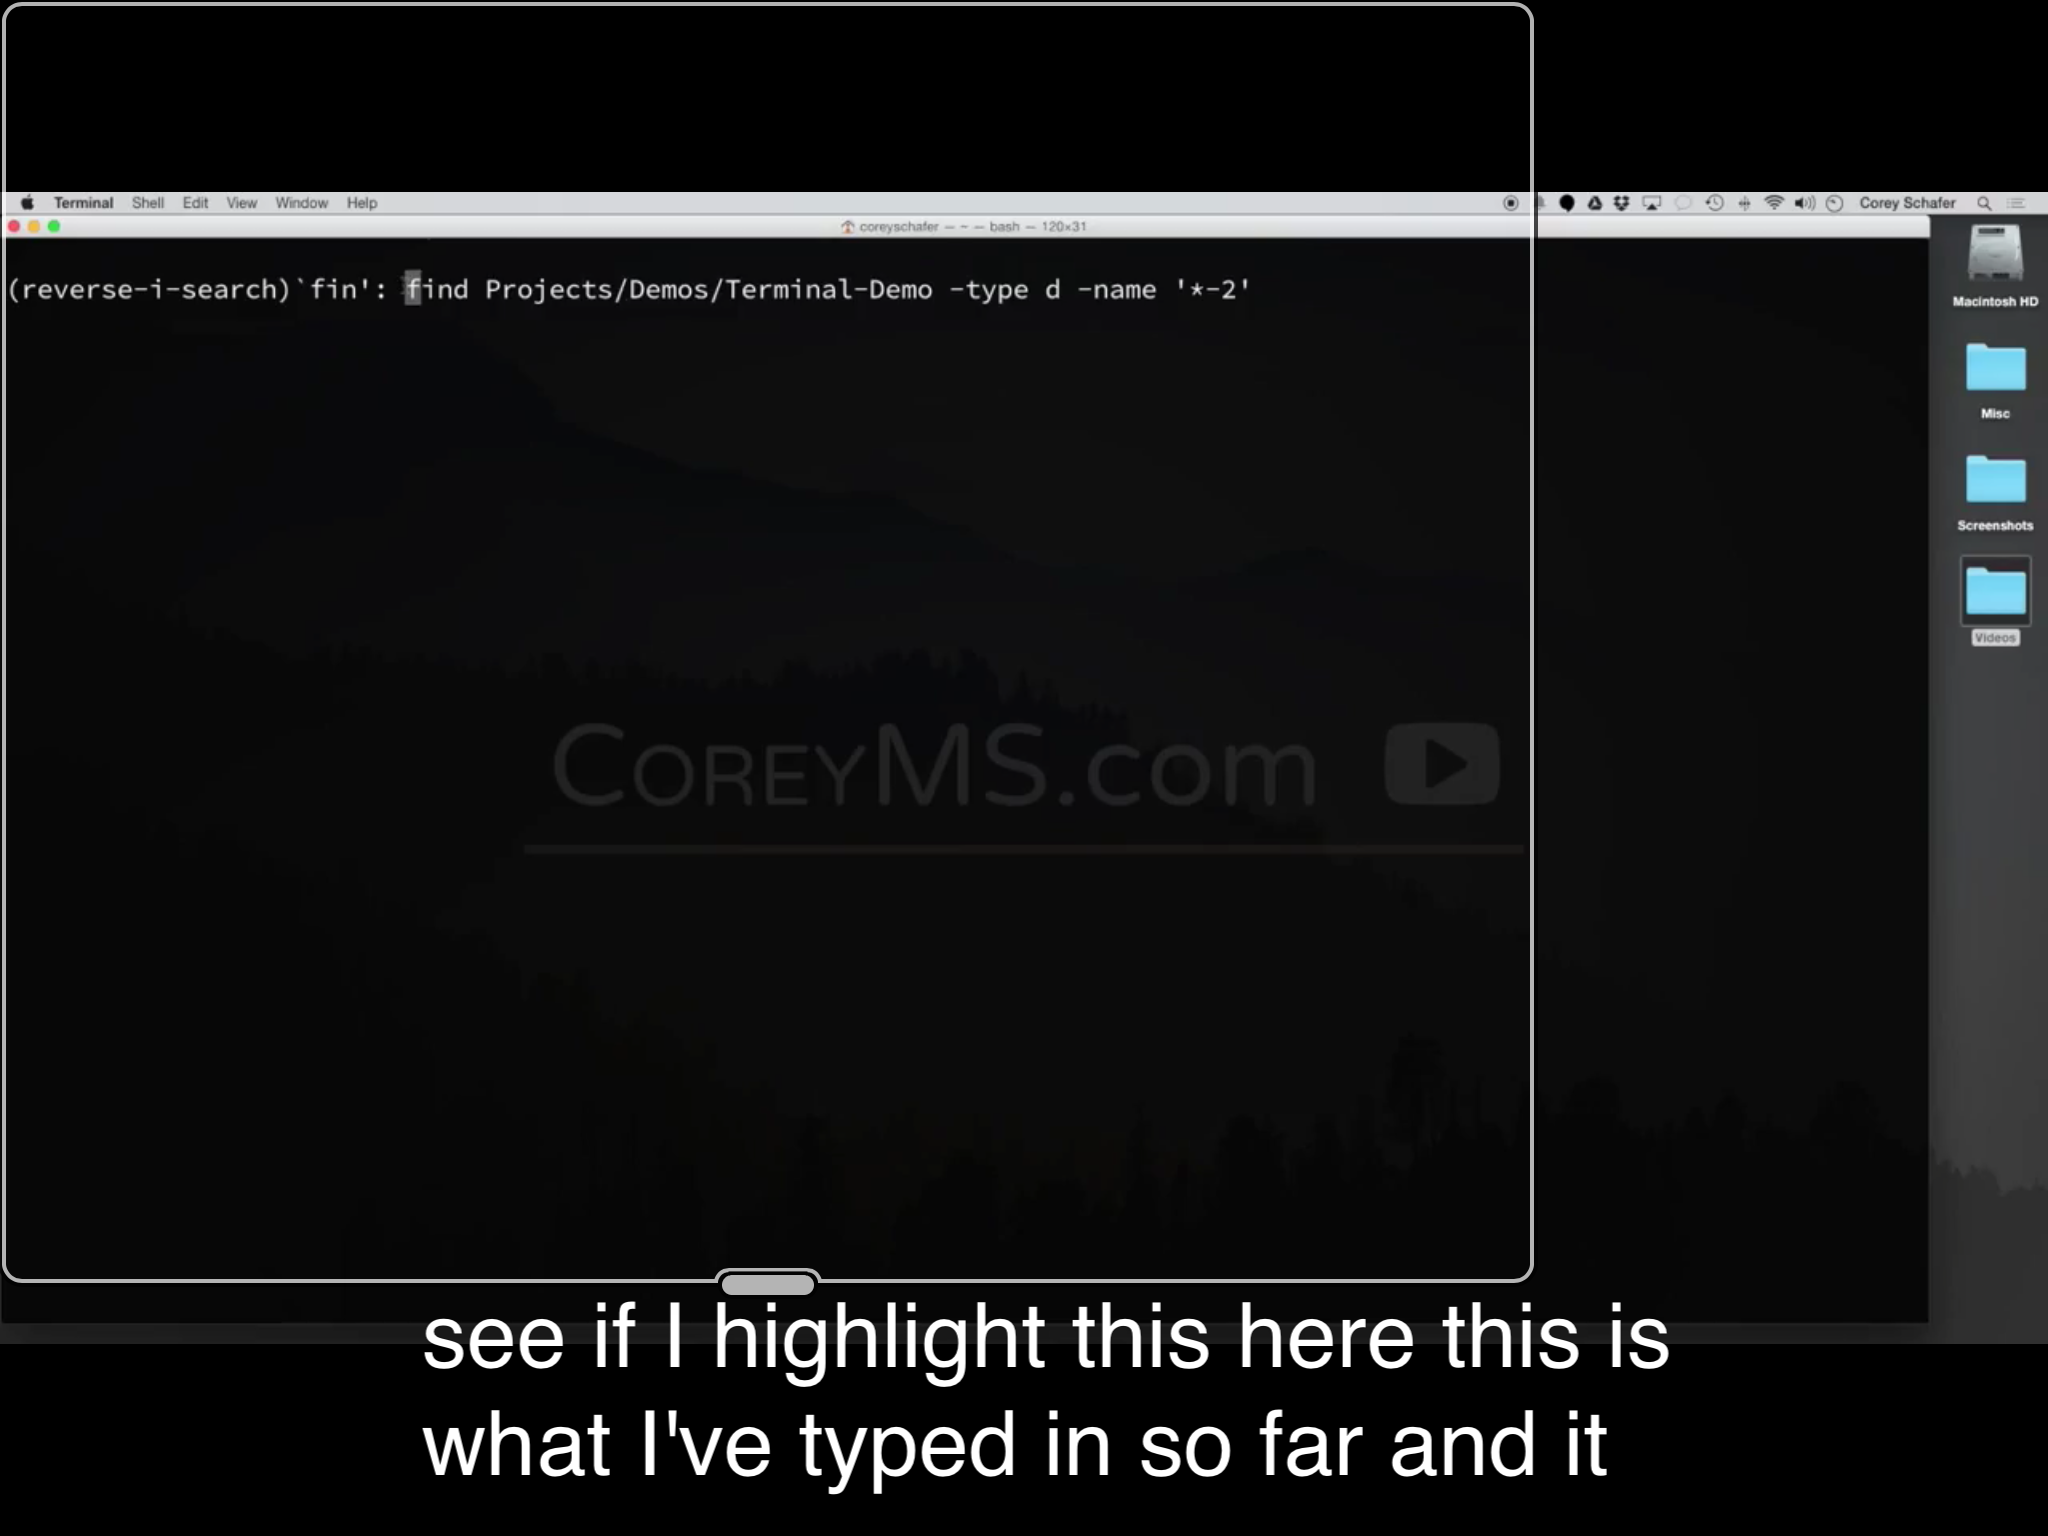 Terminal Shell Edit View Window Help
Corey Schafer
coreyschafer — ~ — bash — 120×31
(reverse-i-search)`fin': find Projects/Demos/Terminal-Demo -type d -name '*-2'
Macintosh HD
Misc
Screenshots
Videos
COREYMS.com
see if I highlight this here this is
what I've typed in so far and it